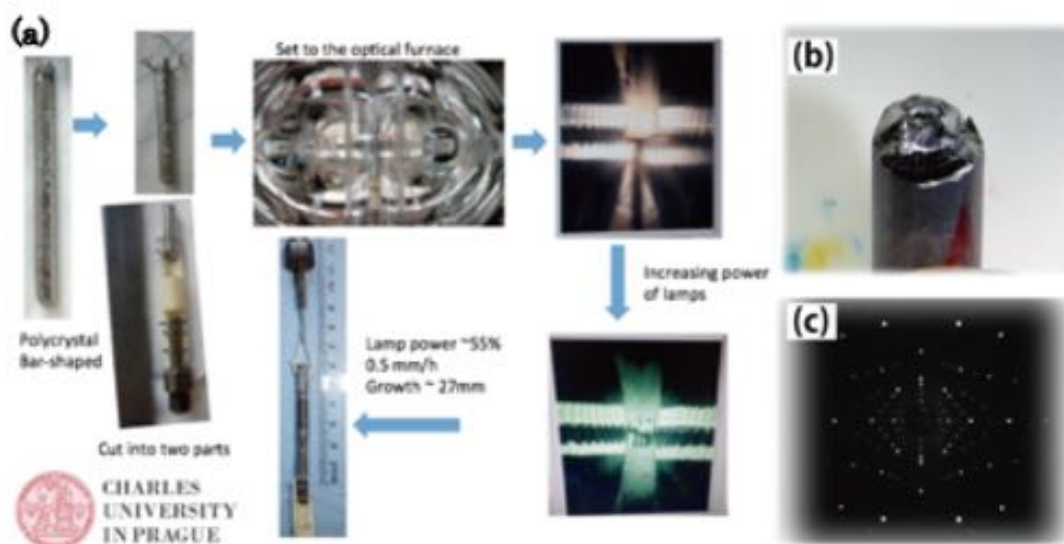 (a)
Set to the optical furnace
(b)
Polycrystal
Bar-shaped
Cut into two parts
Increasing power
of lamps
Lamp power ~55%
0.5 mm/h
Growth ~ 27mm
(c)
CHARLES
UNIVERSITY
IN PRAGUE